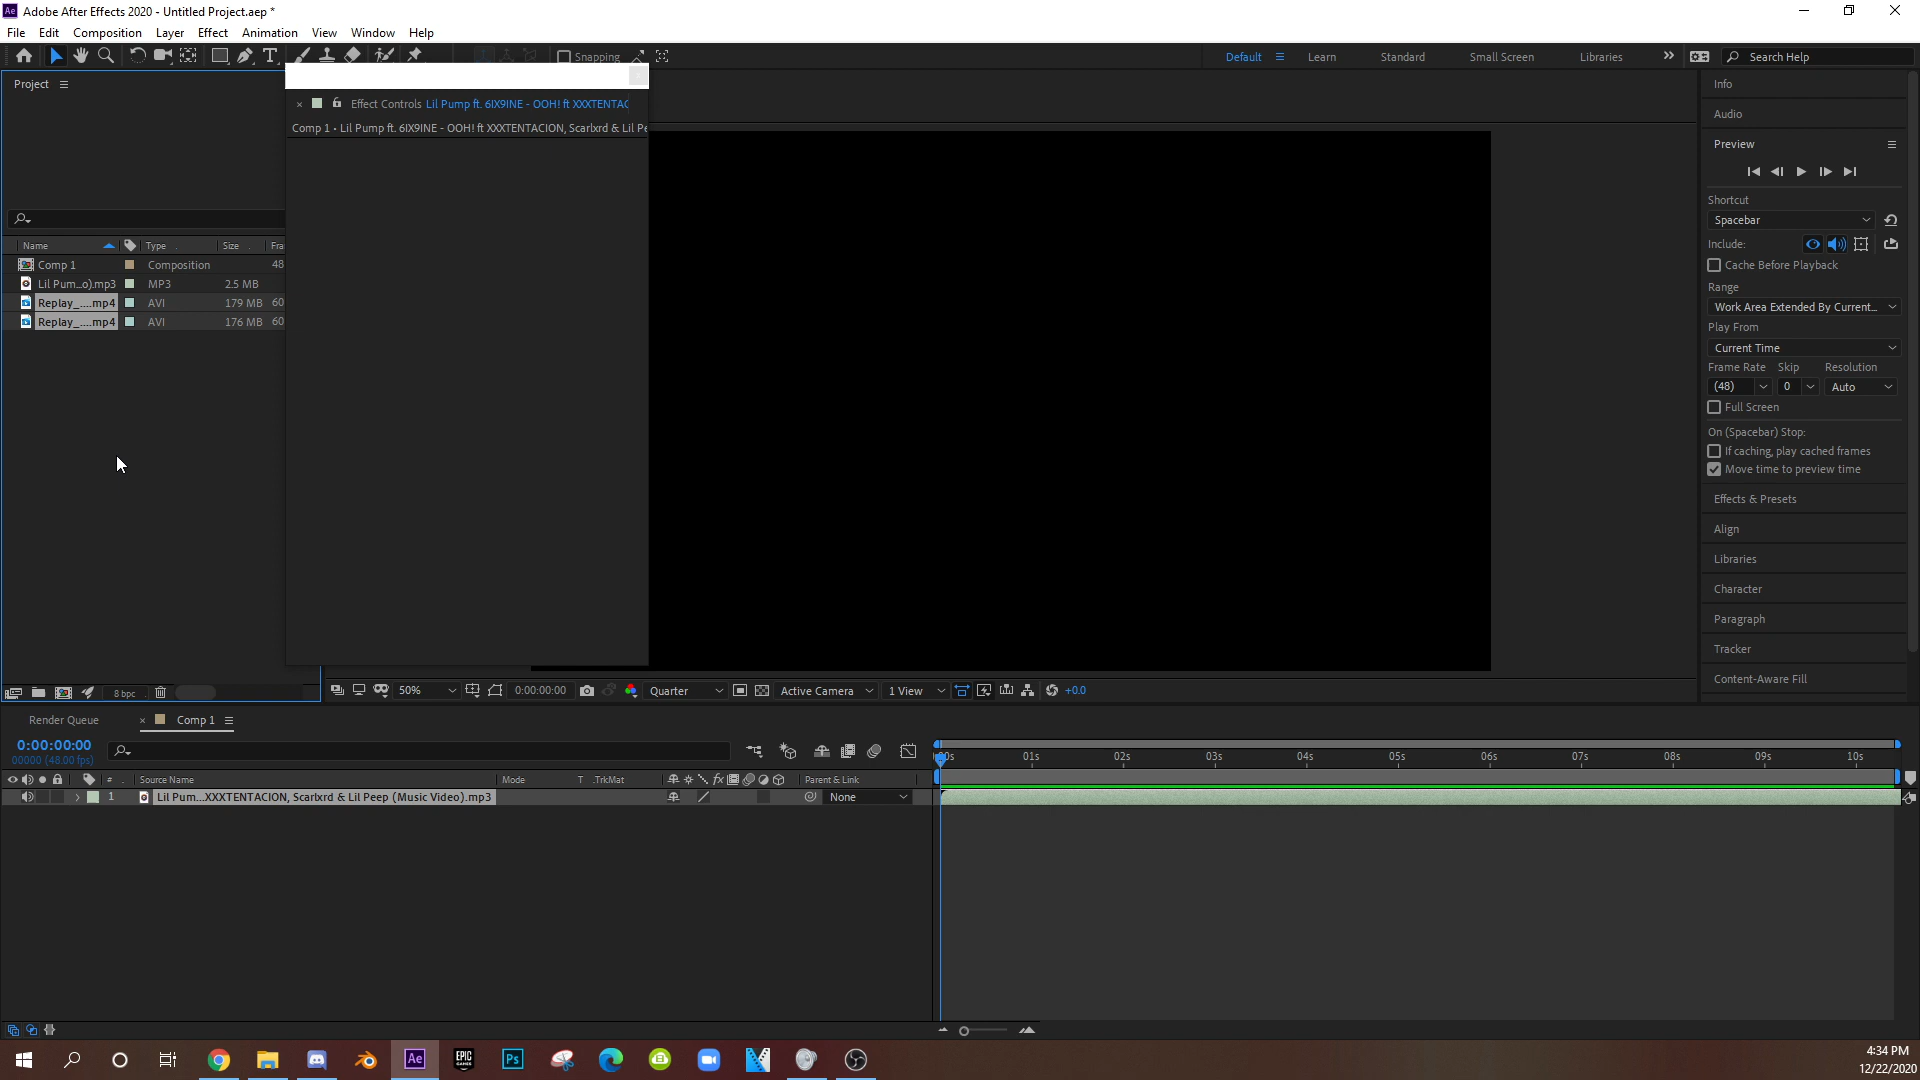 Ae Adobe After Effects 2020 - Untitled Project.aep *
File Edit Composition Layer Effect Animation View Window Help
Snapping
Default Learn Standard Small Screen Libraries » Search Help
Project
× Effect Controls Lil Pump ft. 6IX9INE - OOH! ft XXXTENTAC
Comp 1 • Lil Pump ft. 6IX9INE - OOH! ft XXXTENTACION, Scarlxrd & Lil Pe
Name Type Size Fra
Comp 1 Composition 48
Lil Pum...o).mp3 MP3 2.5 MB
Replay_....mp4 AVI 179 MB 60
Replay_....mp4 AVI 176 MB 60
8 bpc
50% 0:00:00:00 Quarter Active Camera 1 View +0.0
Info
Audio
Preview
Shortcut
Spacebar
Include:
Cache Before Playback
Range
Work Area Extended By Current...
Play From
Current Time
Frame Rate Skip Resolution
(48) 0 Auto
Full Screen
On (Spacebar) Stop:
If caching, play cached frames
Move time to preview time
Effects & Presets
Align
Libraries
Character
Paragraph
Tracker
Content-Aware Fill
Render Queue × Comp 1
0:00:00:00
00000 (48.00 fps)
# Source Name Mode T .TrkMat fx Parent & Link
1 Lil Pum...XXXTENTACION, Scarlxrd & Lil Peep (Music Video).mp3 None
01s 02s 03s 04s 05s 06s 07s 08s 09s 10s
Ae EPIC GAMES Ps
4:34 PM
12/22/2020